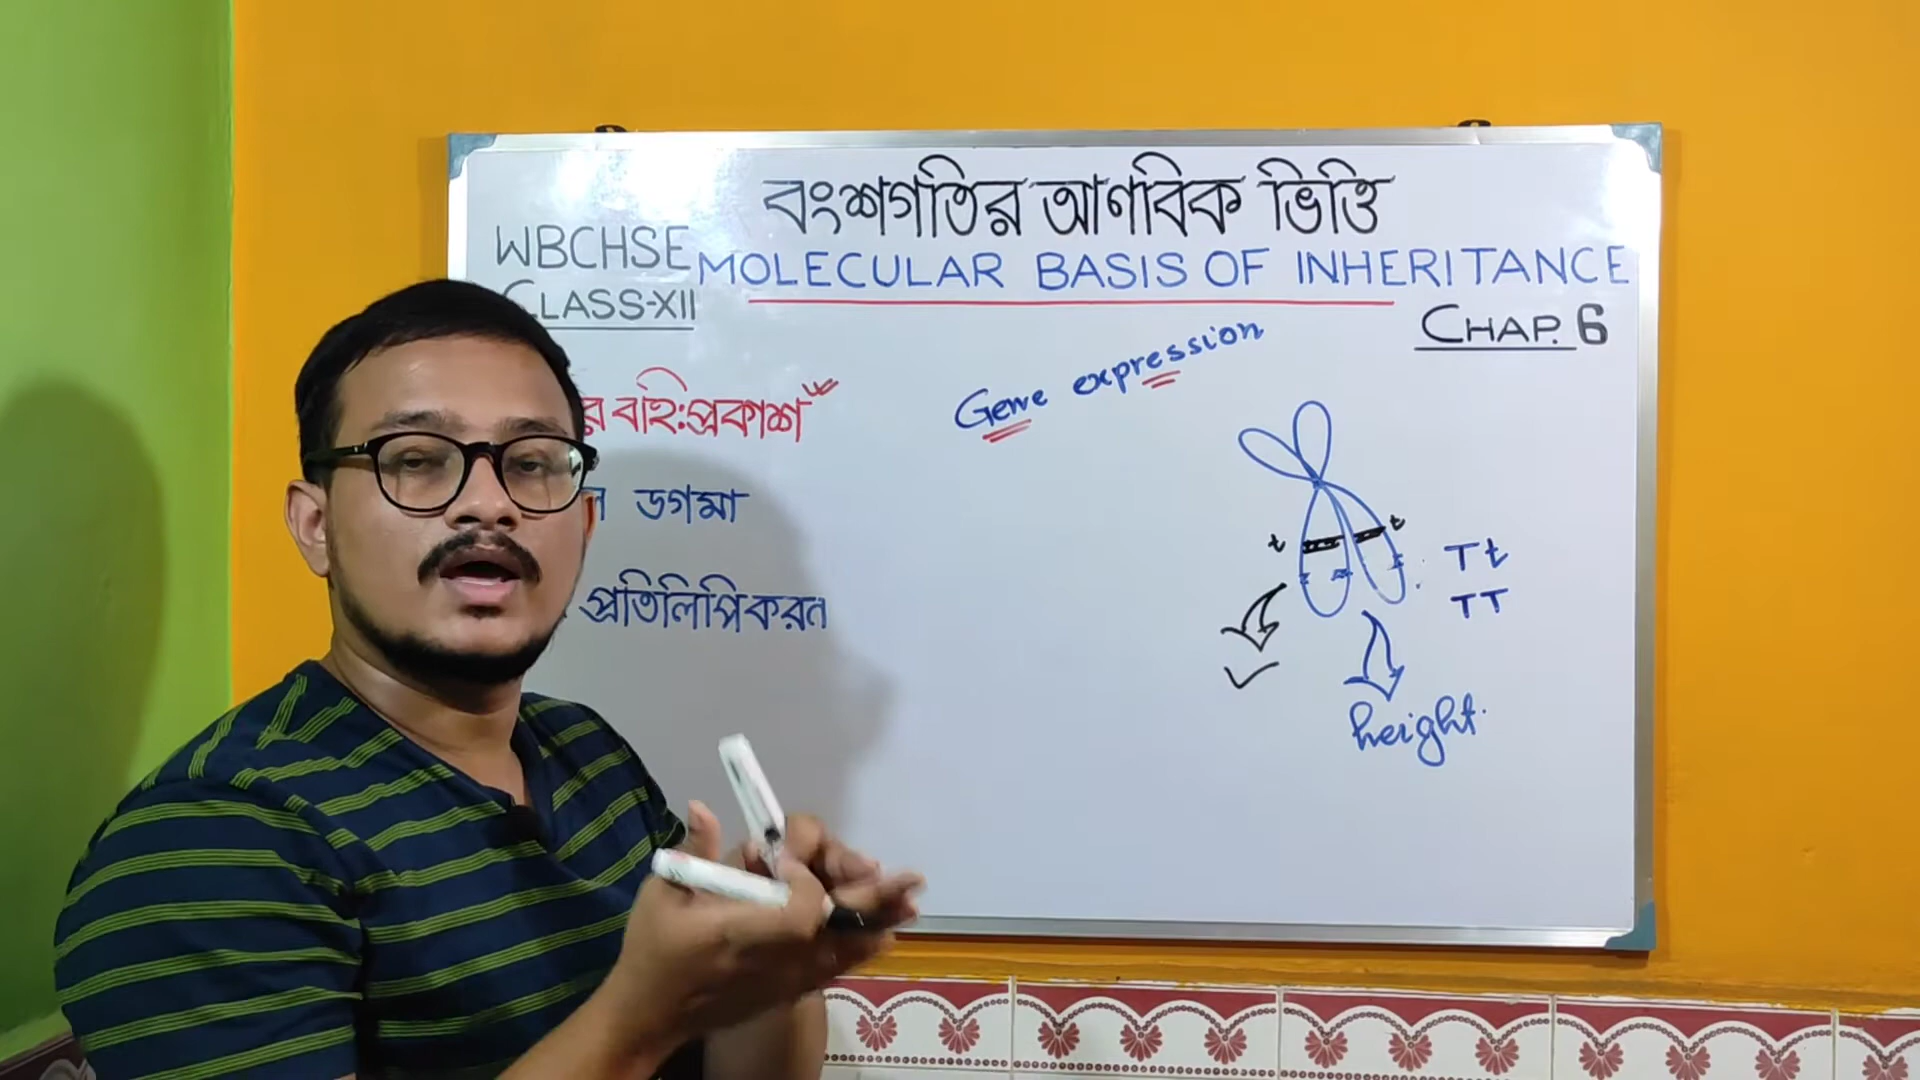 বংশগতির আণবিক ভিত্তি
WBCHSE
MOLECULAR BASIS OF INHERITANCE
CLASS-XII
CHAP. 6
Gene expression
র বহিঃপ্রকাশ
ডগমা
প্রতিলিপিকরন
t t
Tt
TT
height.